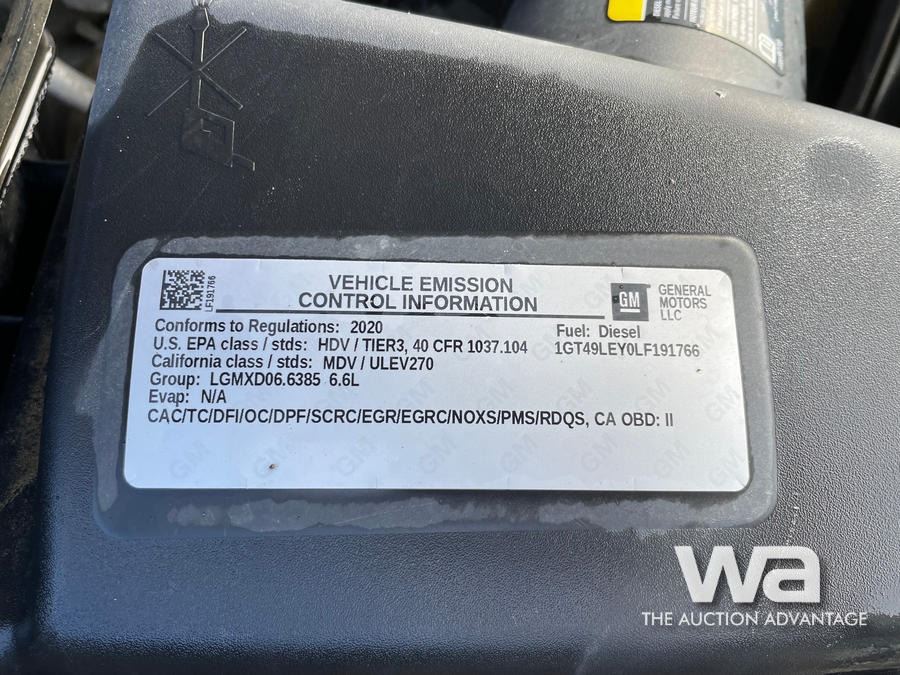 LF191766
VEHICLE EMISSION
CONTROL INFORMATION
GM
GENERAL
MOTORS
LLC
Conforms to Regulations: 2020
Fuel: Diesel
U.S. EPA class / stds: HDV / TIER3, 40 CFR 1037.104
1GT49LEY0LF191766
California class / stds: MDV / ULEV270
Group: LGMXD06.6385 6.6L
Evap: N/A
CAC/TC/DFI/OC/DPF/SCRC/EGR/EGRC/NOXS/PMS/RDQS, CA OBD: II
wa
THE AUCTION ADVANTAGE